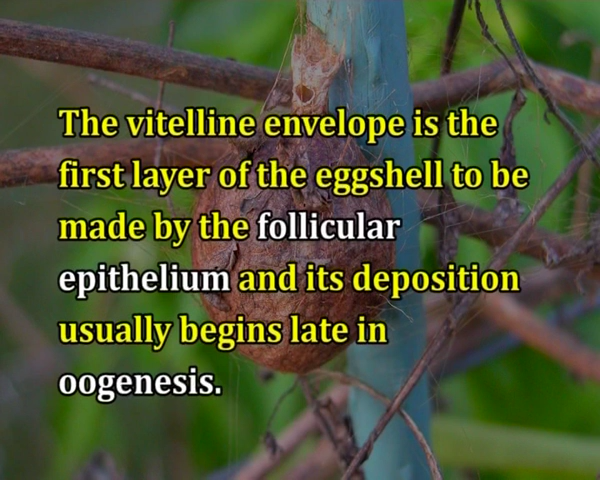 The vitelline envelope is the
first layer of the eggshell to be
made by the follicular
epithelium and its deposition
usually begins late in
oogenesis.